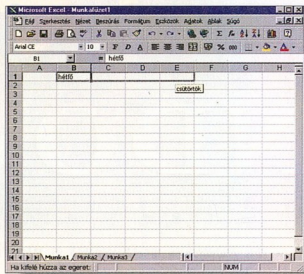 Microsoft Excel - Munkafüzet1
Fájl Szerkesztés Nézet Beszúrás Formátum Eszközök Adatok Ablak Súgó
Arial CE 10 F D A
B1 = hétfő
A B C D E F G H
1 hétfő
2 csütörtök
3
4
5
6
7
8
9
10
11
12
13
14
15
16
17
18
19
20
21
Munka1 Munka2 Munka3
Ha kifelé húzza az egeret: NUM